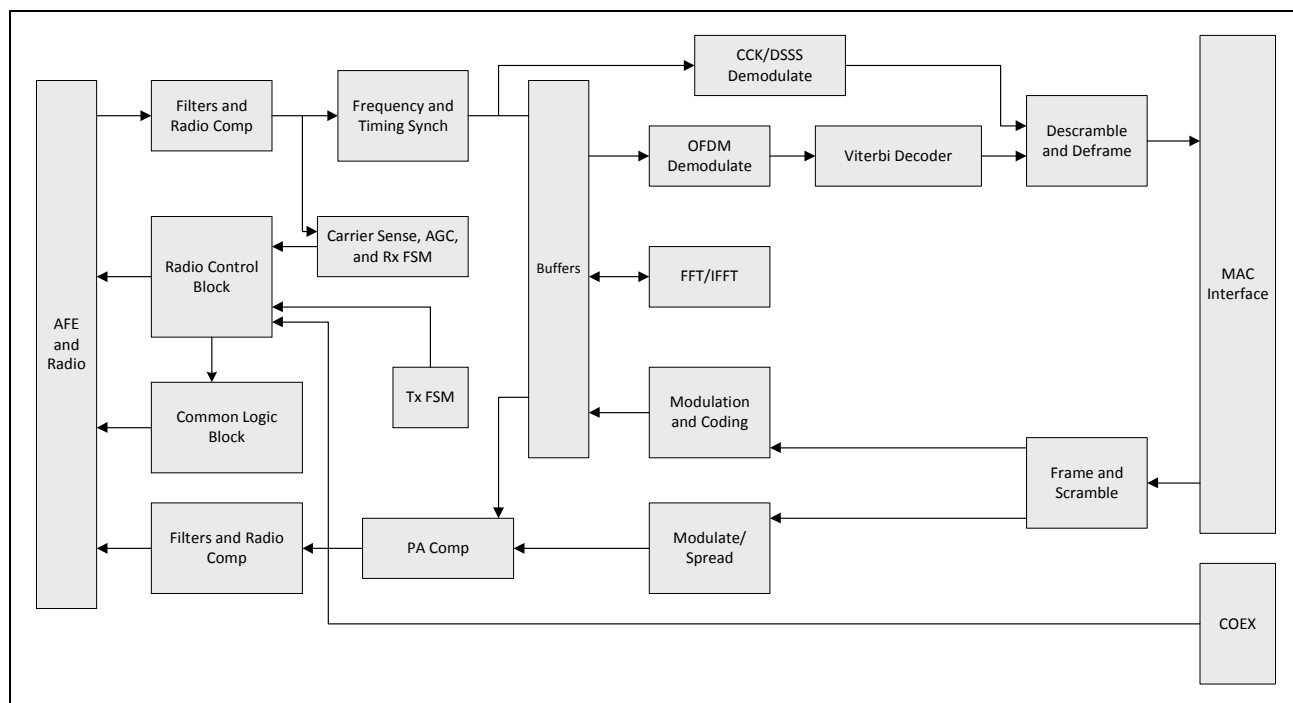 CCK/DSSS
Demodulate
Filters and
Radio Comp
Frequency and
Timing Synch
Descramble
and Deframe
OFDM
Demodulate
Viterbi Decoder
Carrier Sense, AGC,
and Rx FSM
Radio Control
Block
Buffers
FFT/IFFT
MAC
Interface
AFE
and
Radio
Tx FSM
Modulation
and Coding
Common Logic
Block
Frame and
Scramble
Filters and Radio
Comp
PA Comp
Modulate/
Spread
COEX